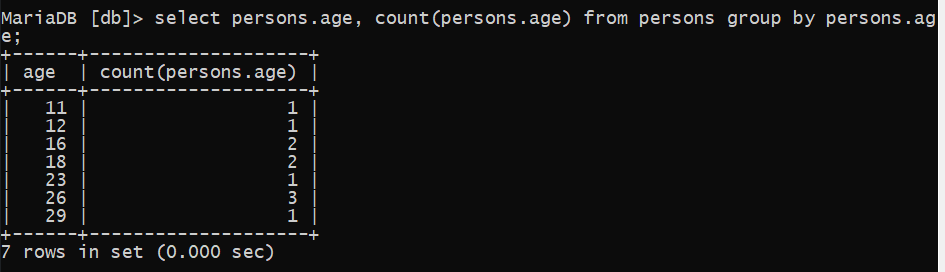 MariaDB [db]> select persons.age, count(persons.age) from persons group by persons.ag
e;
+------+--------------------+
| age  | count(persons.age) |
+------+--------------------+
|   11 |                  1 |
|   12 |                  1 |
|   16 |                  2 |
|   18 |                  2 |
|   23 |                  1 |
|   26 |                  3 |
|   29 |                  1 |
+------+--------------------+
7 rows in set (0.000 sec)